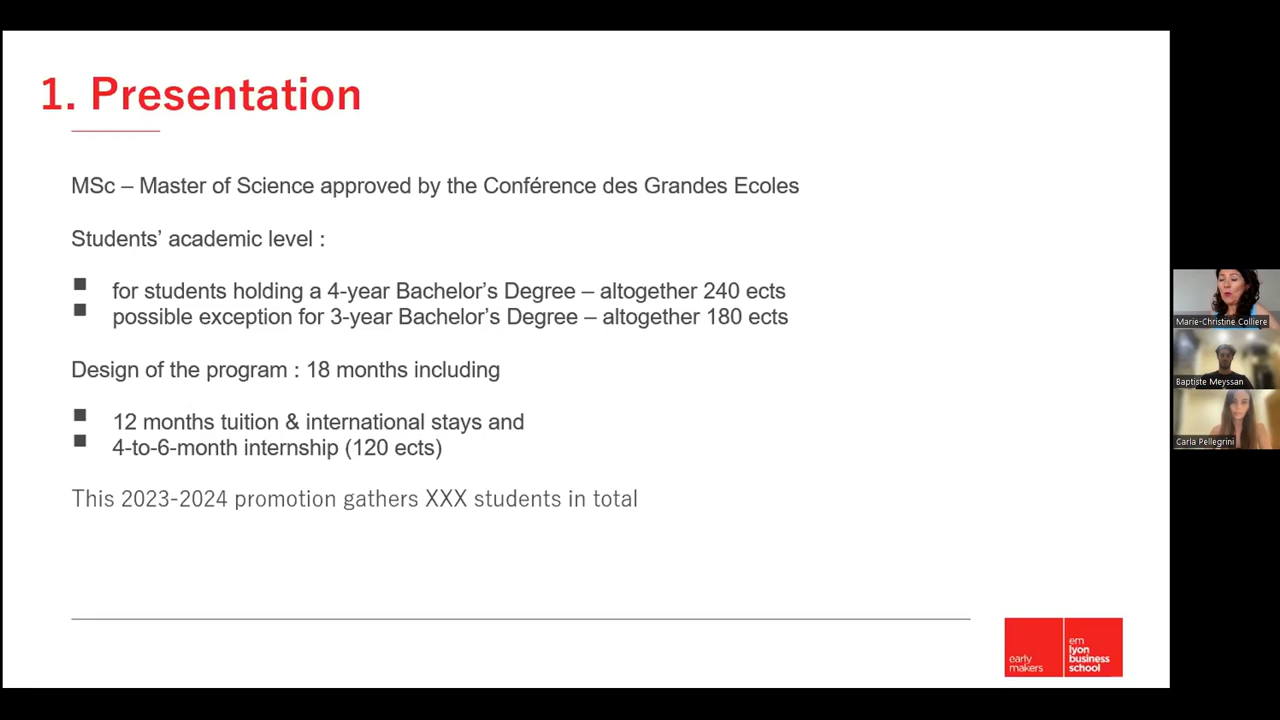 1. Presentation
MSc – Master of Science approved by the Conférence des Grandes Ecoles
Students’ academic level :
for students holding a 4-year Bachelor’s Degree – altogether 240 ects
possible exception for 3-year Bachelor’s Degree – altogether 180 ects
Design of the program : 18 months including
12 months tuition & international stays and
4-to-6-month internship (120 ects)
This 2023-2024 promotion gathers XXX students in total
early
makers
em
lyon
business
school
Marie-Christine Colliere
Baptiste Meyssan
Carla Pellegrini